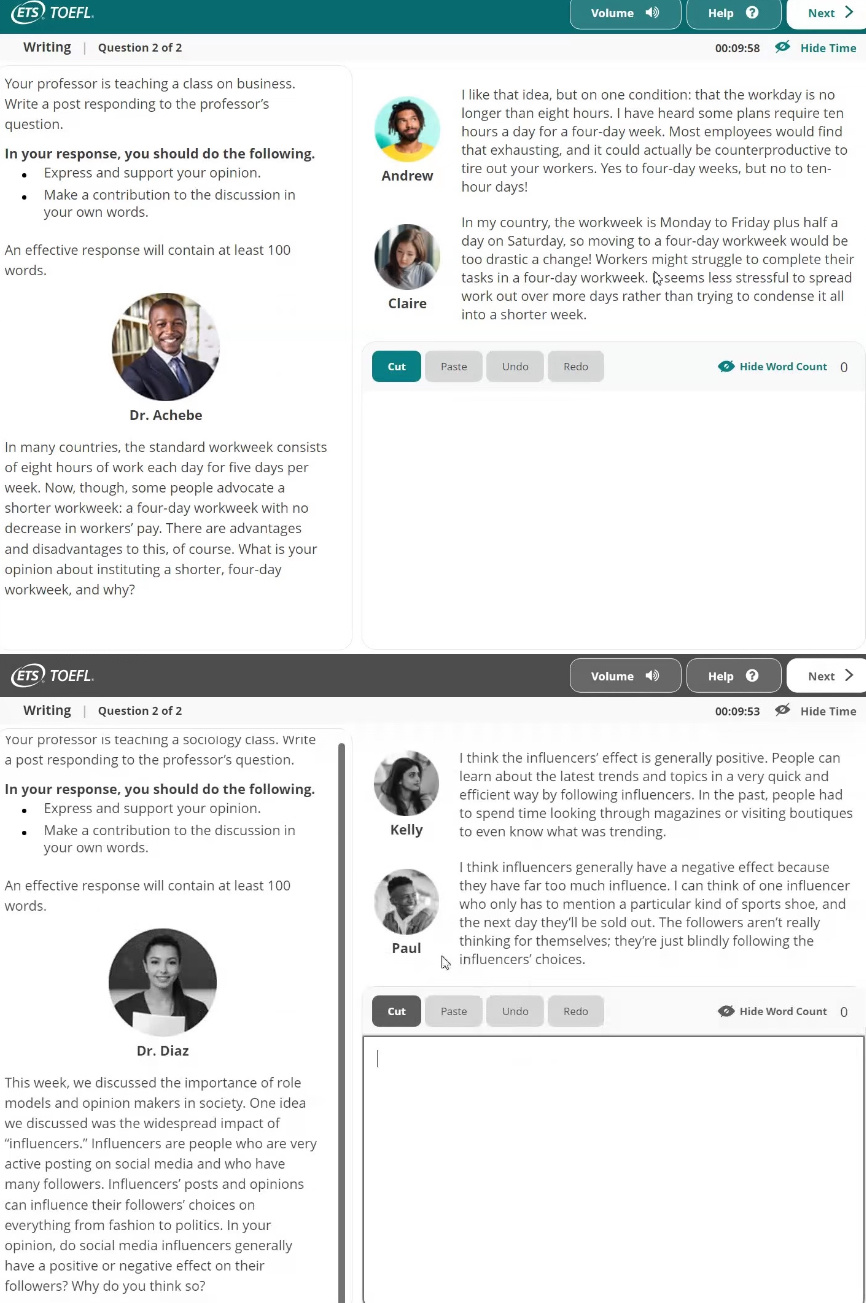 ETS TOEFL.
Volume
Help ?
Next
Writing | Question 2 of 2
00:09:58 Hide Time
Your professor is teaching a class on business.
Write a post responding to the professor's
question.
In your response, you should do the following.
• Express and support your opinion.
• Make a contribution to the discussion in
your own words.
An effective response will contain at least 100
words.
Dr. Achebe
In many countries, the standard workweek consists
of eight hours of work each day for five days per
week. Now, though, some people advocate a
shorter workweek: a four-day workweek with no
decrease in workers' pay. There are advantages
and disadvantages to this, of course. What is your
opinion about instituting a shorter, four-day
workweek, and why?
I like that idea, but on one condition: that the workday is no
longer than eight hours. I have heard some plans require ten
hours a day for a four-day week. Most employees would find
that exhausting, and it could actually be counterproductive to
tire out your workers. Yes to four-day weeks, but no to ten-
hour days!
Andrew
In my country, the workweek is Monday to Friday plus half a
day on Saturday, so moving to a four-day workweek would be
too drastic a change! Workers might struggle to complete their
tasks in a four-day workweek. seems less stressful to spread
work out over more days rather than trying to condense it all
into a shorter week.
Claire
Cut
Paste
Undo
Redo
Hide Word Count 0
ETS TOEFL.
Volume
Help ?
Next
Writing | Question 2 of 2
00:09:53 Hide Time
Your professor is teaching a sociology class. Write
a post responding to the professor's question.
In your response, you should do the following.
• Express and support your opinion.
• Make a contribution to the discussion in
your own words.
An effective response will contain at least 100
words.
Dr. Diaz
This week, we discussed the importance of role
models and opinion makers in society. One idea
we discussed was the widespread impact of
“influencers.” Influencers are people who are very
active posting on social media and who have
many followers. Influencers' posts and opinions
can influence their followers' choices on
everything from fashion to politics. In your
opinion, do social media influencers generally
have a positive or negative effect on their
followers? Why do you think so?
I think the influencers' effect is generally positive. People can
learn about the latest trends and topics in a very quick and
efficient way by following influencers. In the past, people had
to spend time looking through magazines or visiting boutiques
to even know what was trending.
Kelly
I think influencers generally have a negative effect because
they have far too much influence. I can think of one influencer
who only has to mention a particular kind of sports shoe, and
the next day they'll be sold out. The followers aren't really
thinking for themselves; they're just blindly following the
influencers' choices.
Paul
Cut
Paste
Undo
Redo
Hide Word Count 0